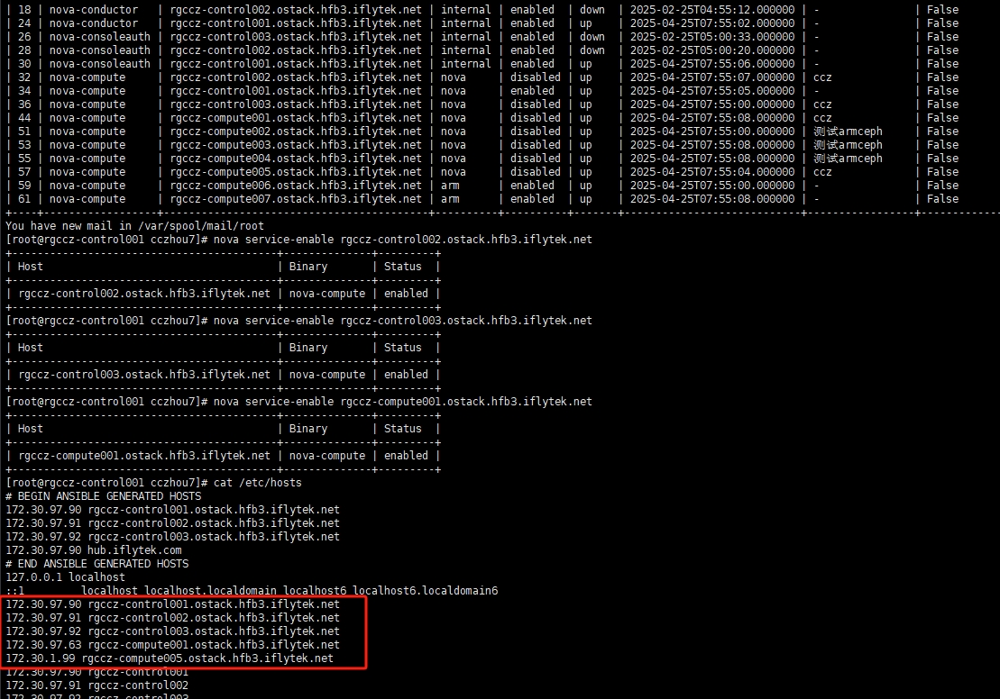 | 18 | nova-conductor   | rgccz-control002.ostack.hfb3.iflytek.net | internal | enabled  | down  | 2025-02-25T04:55:12.000000 | -               | False
| 24 | nova-conductor   | rgccz-control001.ostack.hfb3.iflytek.net | internal | enabled  | up    | 2025-04-25T07:55:02.000000 | -               | False
| 26 | nova-consoleauth | rgccz-control003.ostack.hfb3.iflytek.net | internal | enabled  | down  | 2025-02-25T05:00:33.000000 | -               | False
| 28 | nova-consoleauth | rgccz-control002.ostack.hfb3.iflytek.net | internal | enabled  | down  | 2025-02-25T05:00:20.000000 | -               | False
| 30 | nova-consoleauth | rgccz-control001.ostack.hfb3.iflytek.net | internal | enabled  | up    | 2025-04-25T07:55:06.000000 | -               | False
| 32 | nova-compute     | rgccz-control002.ostack.hfb3.iflytek.net | nova     | disabled | up    | 2025-04-25T07:55:07.000000 | ccz             | False
| 34 | nova-compute     | rgccz-control001.ostack.hfb3.iflytek.net | nova     | enabled  | up    | 2025-04-25T07:55:05.000000 | -               | False
| 36 | nova-compute     | rgccz-control003.ostack.hfb3.iflytek.net | nova     | disabled | up    | 2025-04-25T07:55:00.000000 | ccz             | False
| 44 | nova-compute     | rgccz-compute001.ostack.hfb3.iflytek.net | nova     | disabled | up    | 2025-04-25T07:55:08.000000 | ccz             | False
| 51 | nova-compute     | rgccz-compute002.ostack.hfb3.iflytek.net | nova     | disabled | up    | 2025-04-25T07:55:00.000000 | 测试armceph     | False
| 53 | nova-compute     | rgccz-compute003.ostack.hfb3.iflytek.net | nova     | disabled | up    | 2025-04-25T07:55:08.000000 | 测试armceph     | False
| 55 | nova-compute     | rgccz-compute004.ostack.hfb3.iflytek.net | nova     | disabled | up    | 2025-04-25T07:55:08.000000 | 测试armceph     | False
| 57 | nova-compute     | rgccz-compute005.ostack.hfb3.iflytek.net | nova     | disabled | up    | 2025-04-25T07:55:04.000000 | ccz             | False
| 59 | nova-compute     | rgccz-compute006.ostack.hfb3.iflytek.net | arm      | enabled  | up    | 2025-04-25T07:55:00.000000 | -               | False
| 61 | nova-compute     | rgccz-compute007.ostack.hfb3.iflytek.net | arm      | enabled  | up    | 2025-04-25T07:55:08.000000 | -               | False
+----+------------------+------------------------------------------+----------+----------+-------+----------------------------+-----------------+------------
You have new mail in /var/spool/mail/root
[root@rgccz-control001 cczhou7]# nova service-enable rgccz-control002.ostack.hfb3.iflytek.net
+------------------------------------------+--------------+---------+
| Host                                     | Binary       | Status  |
+------------------------------------------+--------------+---------+
| rgccz-control002.ostack.hfb3.iflytek.net | nova-compute | enabled |
+------------------------------------------+--------------+---------+
[root@rgccz-control001 cczhou7]# nova service-enable rgccz-control003.ostack.hfb3.iflytek.net
+------------------------------------------+--------------+---------+
| Host                                     | Binary       | Status  |
+------------------------------------------+--------------+---------+
| rgccz-control003.ostack.hfb3.iflytek.net | nova-compute | enabled |
+------------------------------------------+--------------+---------+
[root@rgccz-control001 cczhou7]# nova service-enable rgccz-compute001.ostack.hfb3.iflytek.net
+------------------------------------------+--------------+---------+
| Host                                     | Binary       | Status  |
+------------------------------------------+--------------+---------+
| rgccz-compute001.ostack.hfb3.iflytek.net | nova-compute | enabled |
+------------------------------------------+--------------+---------+
[root@rgccz-control001 cczhou7]# cat /etc/hosts
# BEGIN ANSIBLE GENERATED HOSTS
172.30.97.90 rgccz-control001.ostack.hfb3.iflytek.net
172.30.97.91 rgccz-control002.ostack.hfb3.iflytek.net
172.30.97.92 rgccz-control003.ostack.hfb3.iflytek.net
172.30.97.90 hub.iflytek.com
# END ANSIBLE GENERATED HOSTS
127.0.0.1 localhost
::1         localhost localhost.localdomain localhost6 localhost6.localdomain6
172.30.97.90 rgccz-control001.ostack.hfb3.iflytek.net
172.30.97.91 rgccz-control002.ostack.hfb3.iflytek.net
172.30.97.92 rgccz-control003.ostack.hfb3.iflytek.net
172.30.97.63 rgccz-compute001.ostack.hfb3.iflytek.net
172.30.1.99 rgccz-compute005.ostack.hfb3.iflytek.net
172.30.97.90 rgccz-control001
172.30.97.91 rgccz-control002
172.30.97.92 rgccz-control003